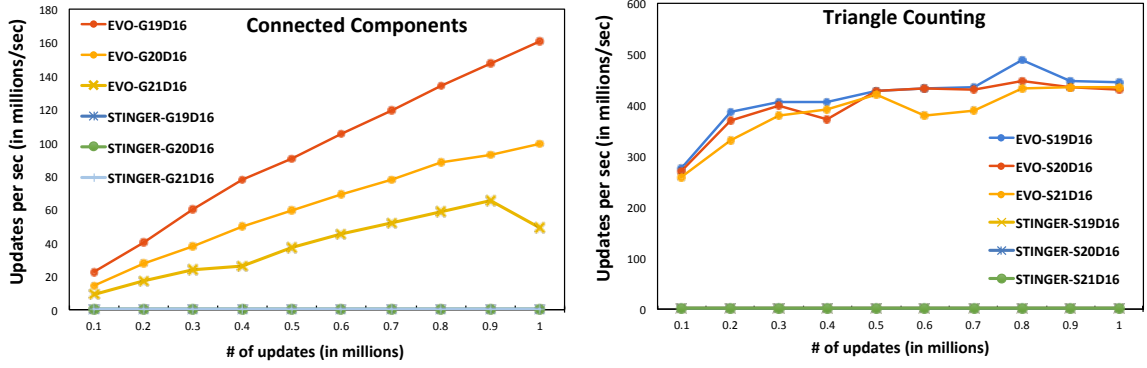 Connected Components
Updates per sec (in millions/sec)
180
160
140
120
100
80
60
40
20
0
EVO-G19D16
EVO-G20D16
EVO-G21D16
STINGER-G19D16
STINGER-G20D16
STINGER-G21D16
0.1 0.2 0.3 0.4 0.5 0.6 0.7 0.8 0.9 1
# of updates (in millions)
Triangle Counting
Updates per sec (in millions/sec)
600
500
400
300
200
100
0
EVO-S19D16
EVO-S20D16
EVO-S21D16
STINGER-S19D16
STINGER-S20D16
STINGER-S21D16
0.1 0.2 0.3 0.4 0.5 0.6 0.7 0.8 0.9 1
# of updates (in millions)